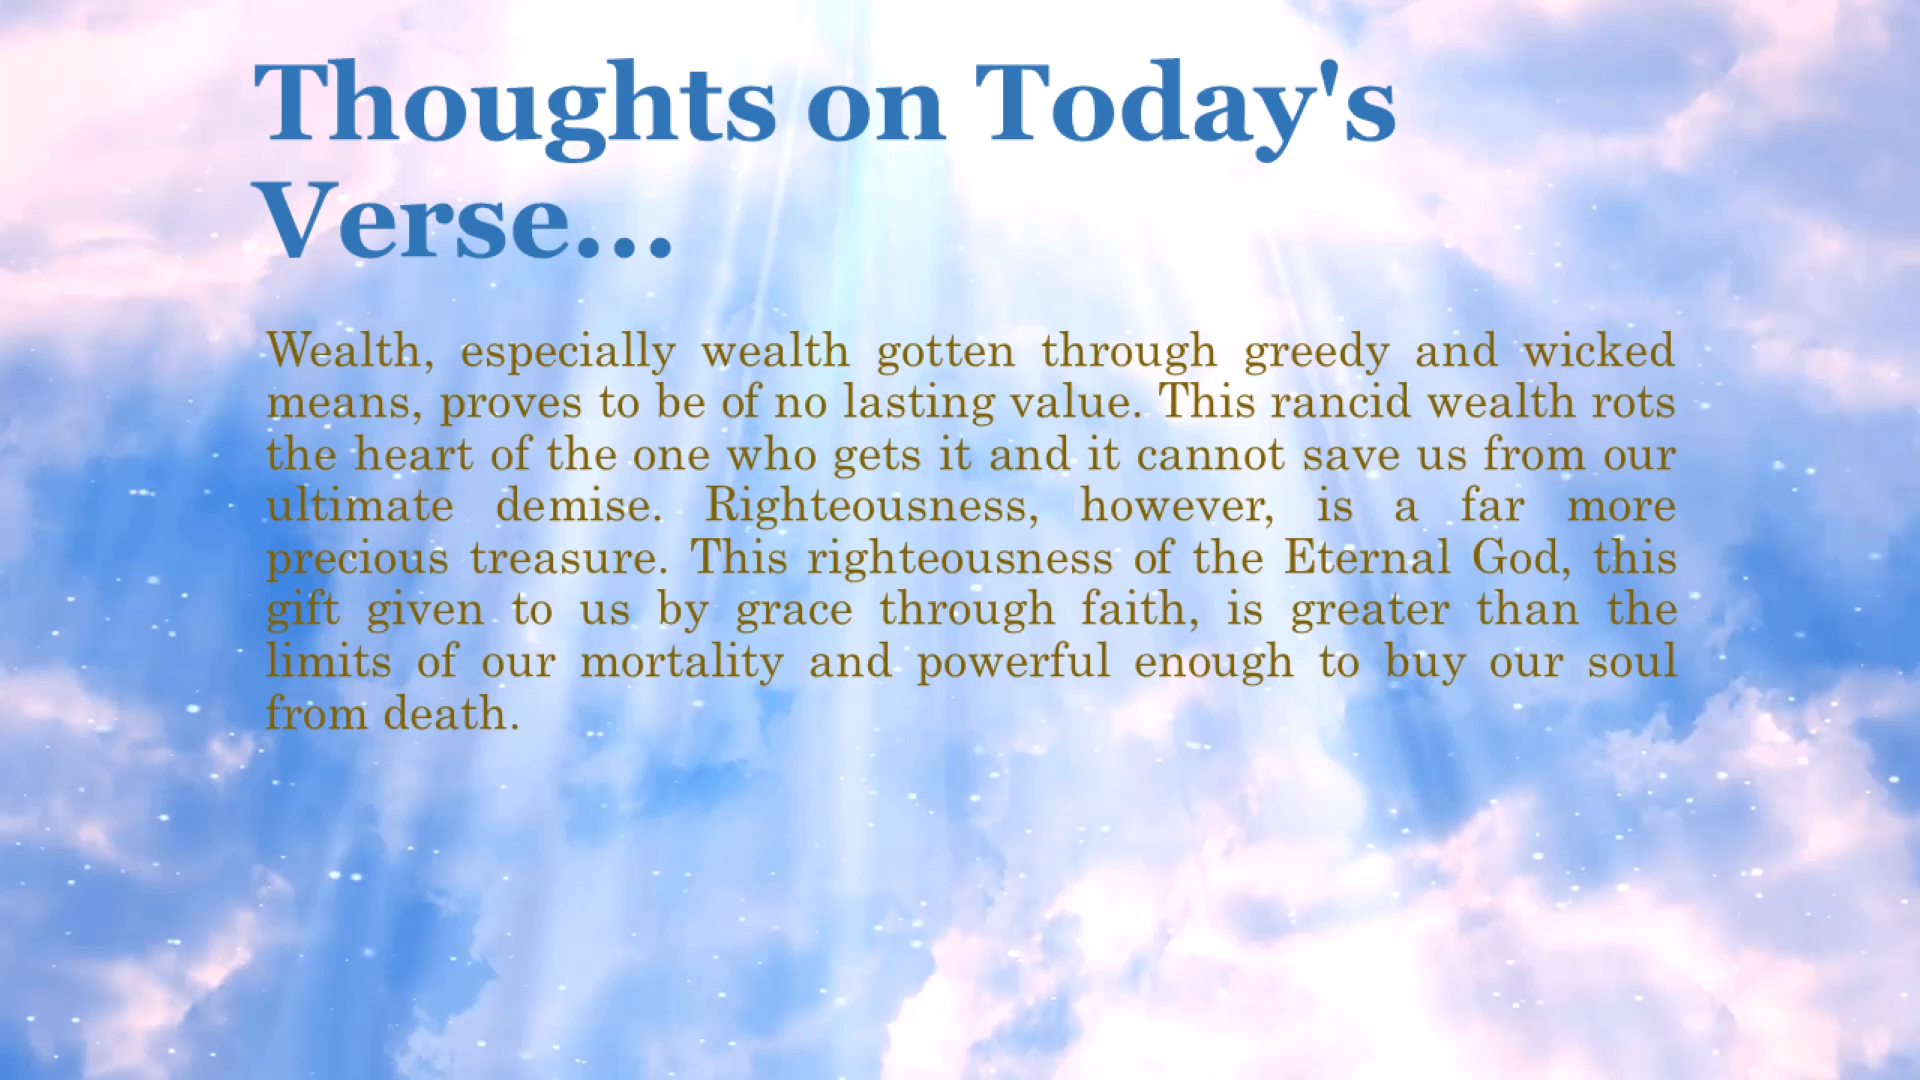 Thoughts on Today's
Verse...
Wealth, especially wealth gotten through greedy and wicked
means, proves to be of no lasting value. This rancid wealth rots
the heart of the one who gets it and it cannot save us from our
ultimate demise. Righteousness, however, is a far more
precious treasure. This righteousness of the Eternal God, this
gift given to us by grace through faith, is greater than the
limits of our mortality and powerful enough to buy our soul
from death.